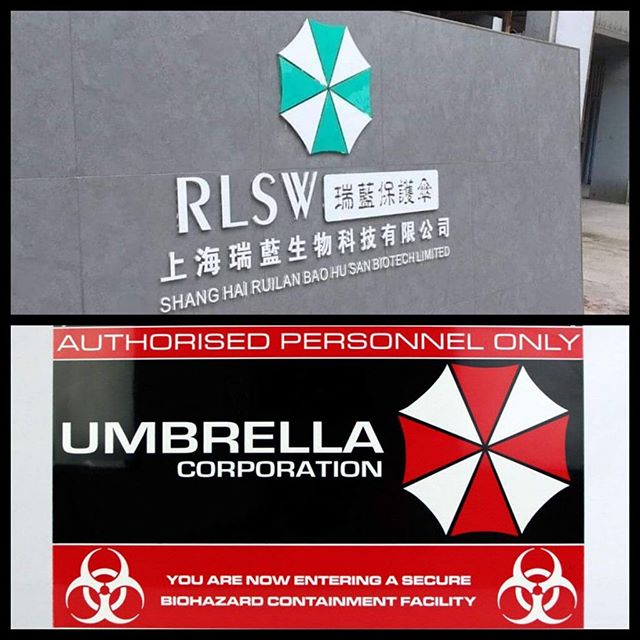 RLSW 瑞藍保護傘
上海瑞藍生物科技有限公司
SHANG HAI RUILAN BAO HU SAN BIOTECH LIMITED
AUTHORISED PERSONNEL ONLY
UMBRELLA
CORPORATION
YOU ARE NOW ENTERING A SECURE
BIOHAZARD CONTAINMENT FACILITY